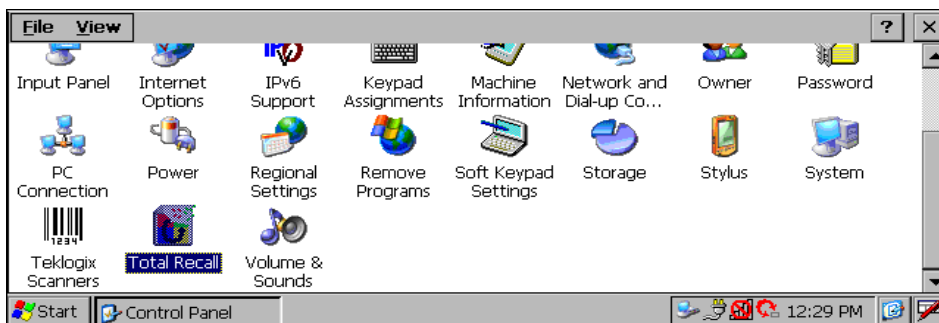 File View ? ×
Input Panel
Internet
Options
IPv6
Support
Keypad
Assignments
Machine
Information
Network and
Dial-up Co...
Owner
Password
PC
Connection
Power
Regional
Settings
Remove
Programs
Soft Keypad
Settings
Storage
Stylus
System
1234
Teklogix
Scanners
Total Recall
Volume &
Sounds
Start Control Panel 12:29 PM